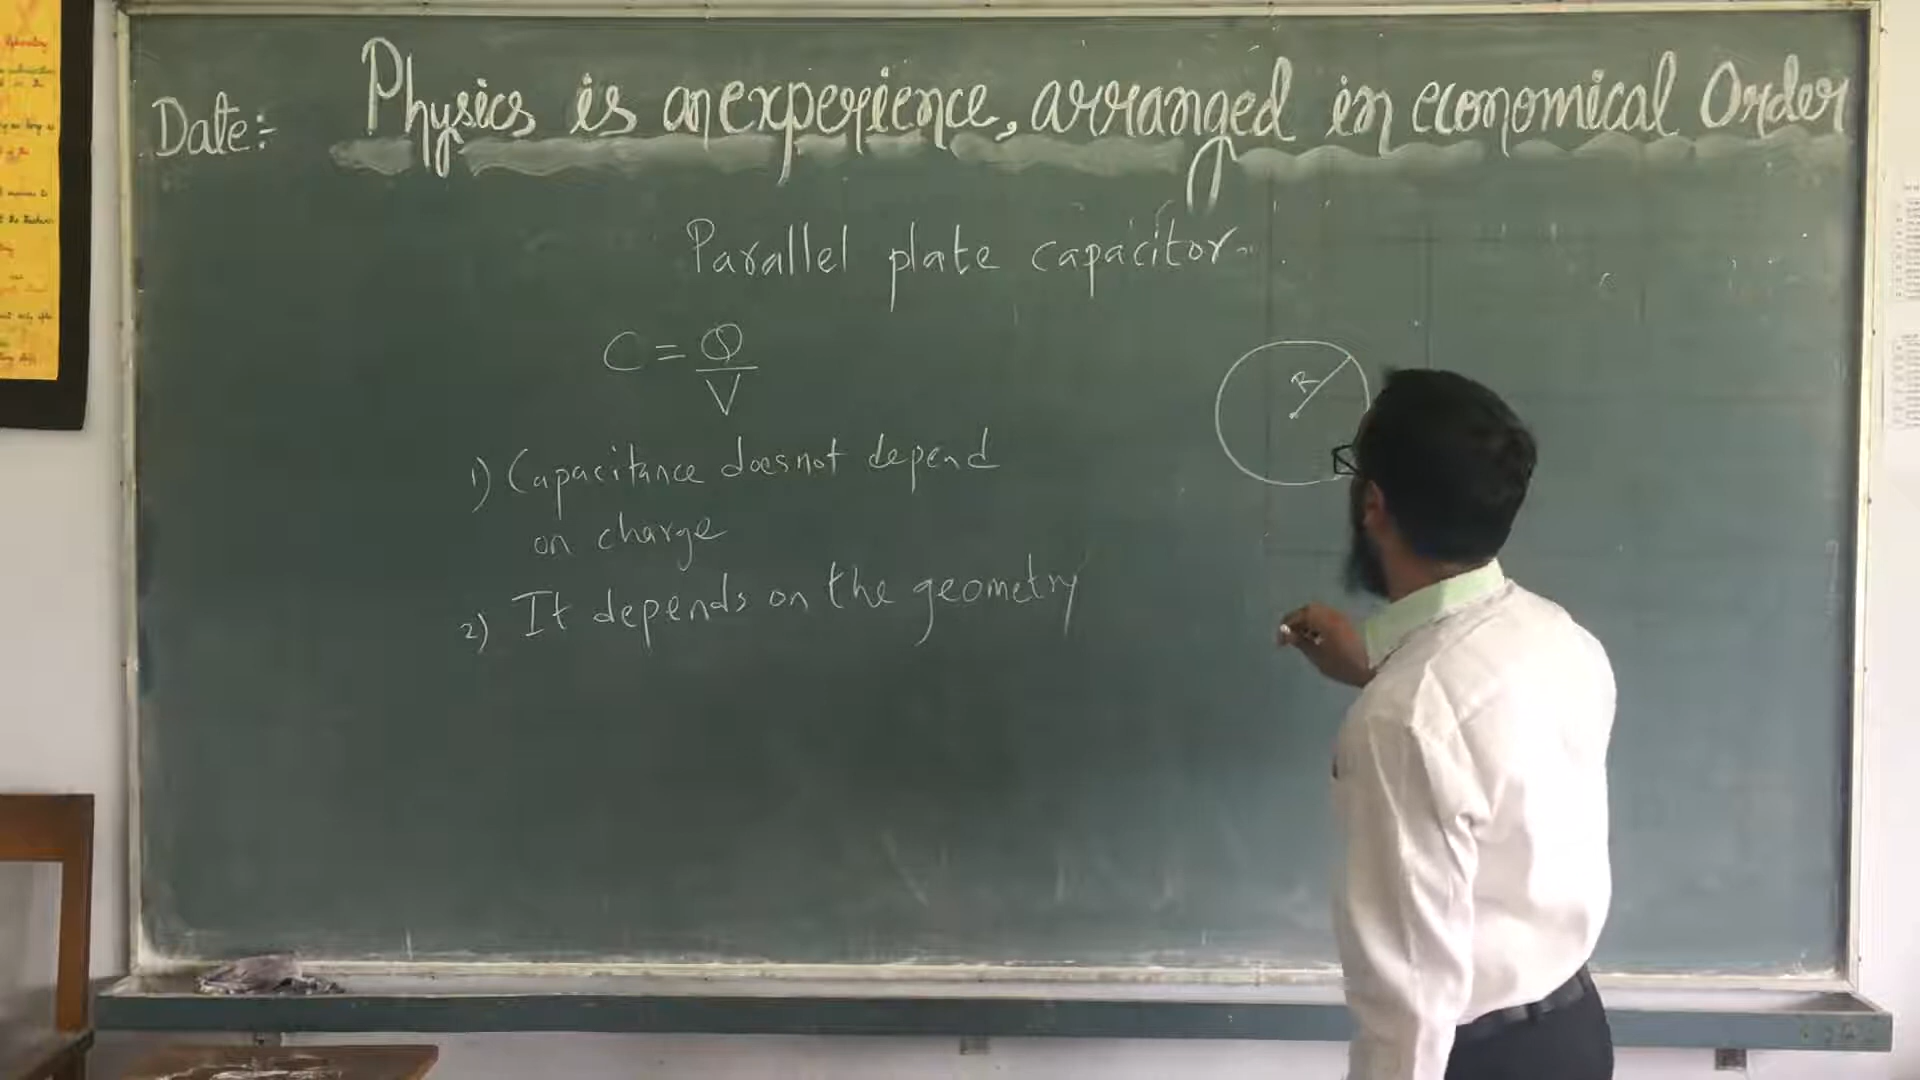 Date:- Physics is an experience, arranged in economical Order
Parallel plate capacitor
C = Q/V
R
1) Capacitance does not depend
on charge
2) It depends on the geometry